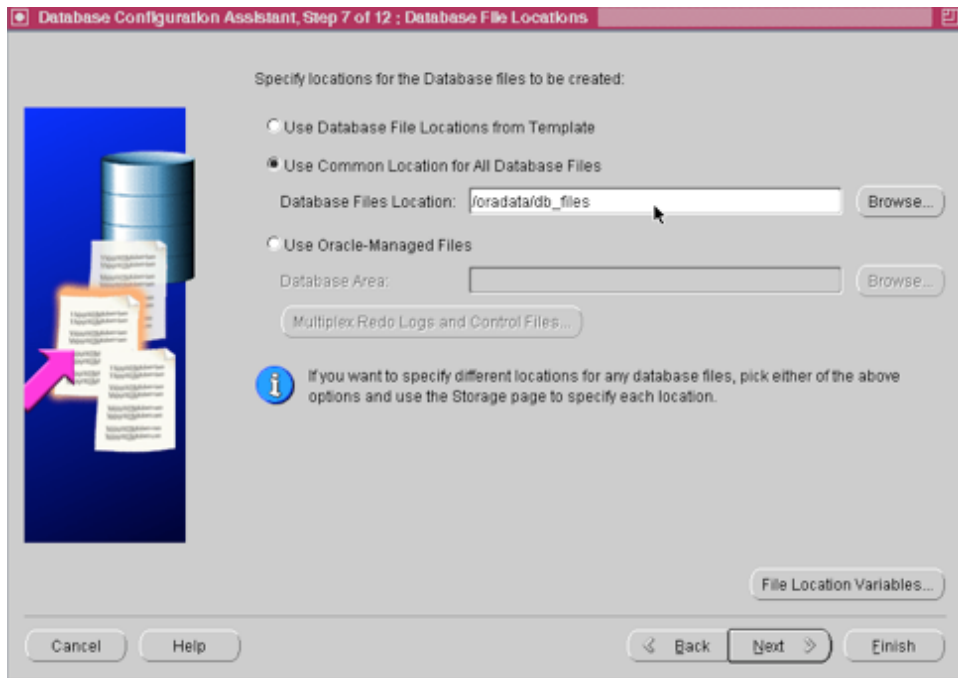 Database Configuration Assistant, Step 7 of 12 ; Database File Locations
Specify locations for the Database files to be created:
Use Database File Locations from Template
Use Common Location for All Database Files
Database Files Location: /oradata/db_files Browse...
Use Oracle-Managed Files
Database Area: Browse...
Multiplex Redo Logs and Control Files...
If you want to specify different locations for any database files, pick either of the above
options and use the Storage page to specify each location.
File Location Variables...
Cancel Help Back Next Finish